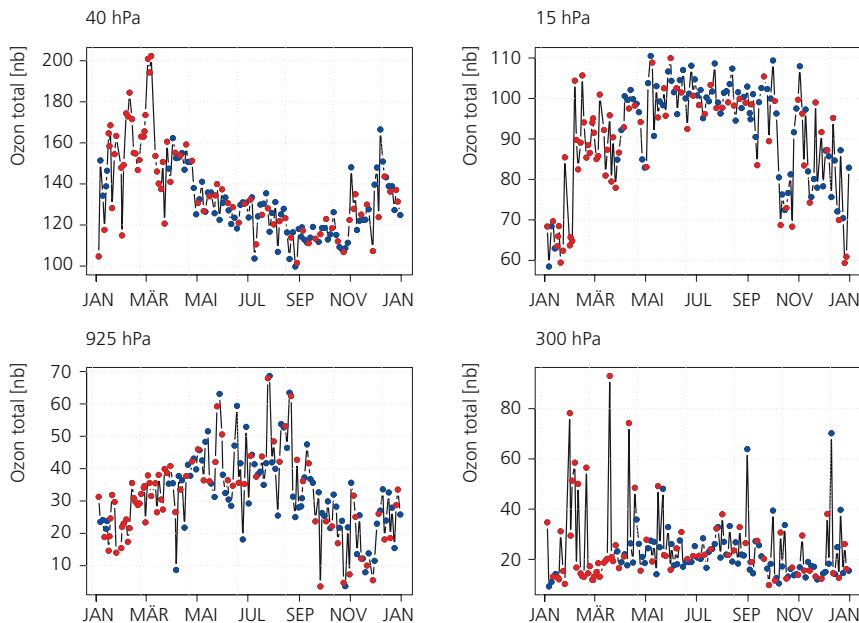 40 hPa
Ozon total [nb]
200
180
160
140
120
100
JAN MÄR MAI JUL SEP NOV JAN
15 hPa
Ozon total [nb]
110
100
90
80
70
60
JAN MÄR MAI JUL SEP NOV JAN
925 hPa
Ozon total [nb]
70
60
50
40
30
20
10
JAN MÄR MAI JUL SEP NOV JAN
300 hPa
Ozon total [nb]
80
60
40
20
JAN MÄR MAI JUL SEP NOV JAN